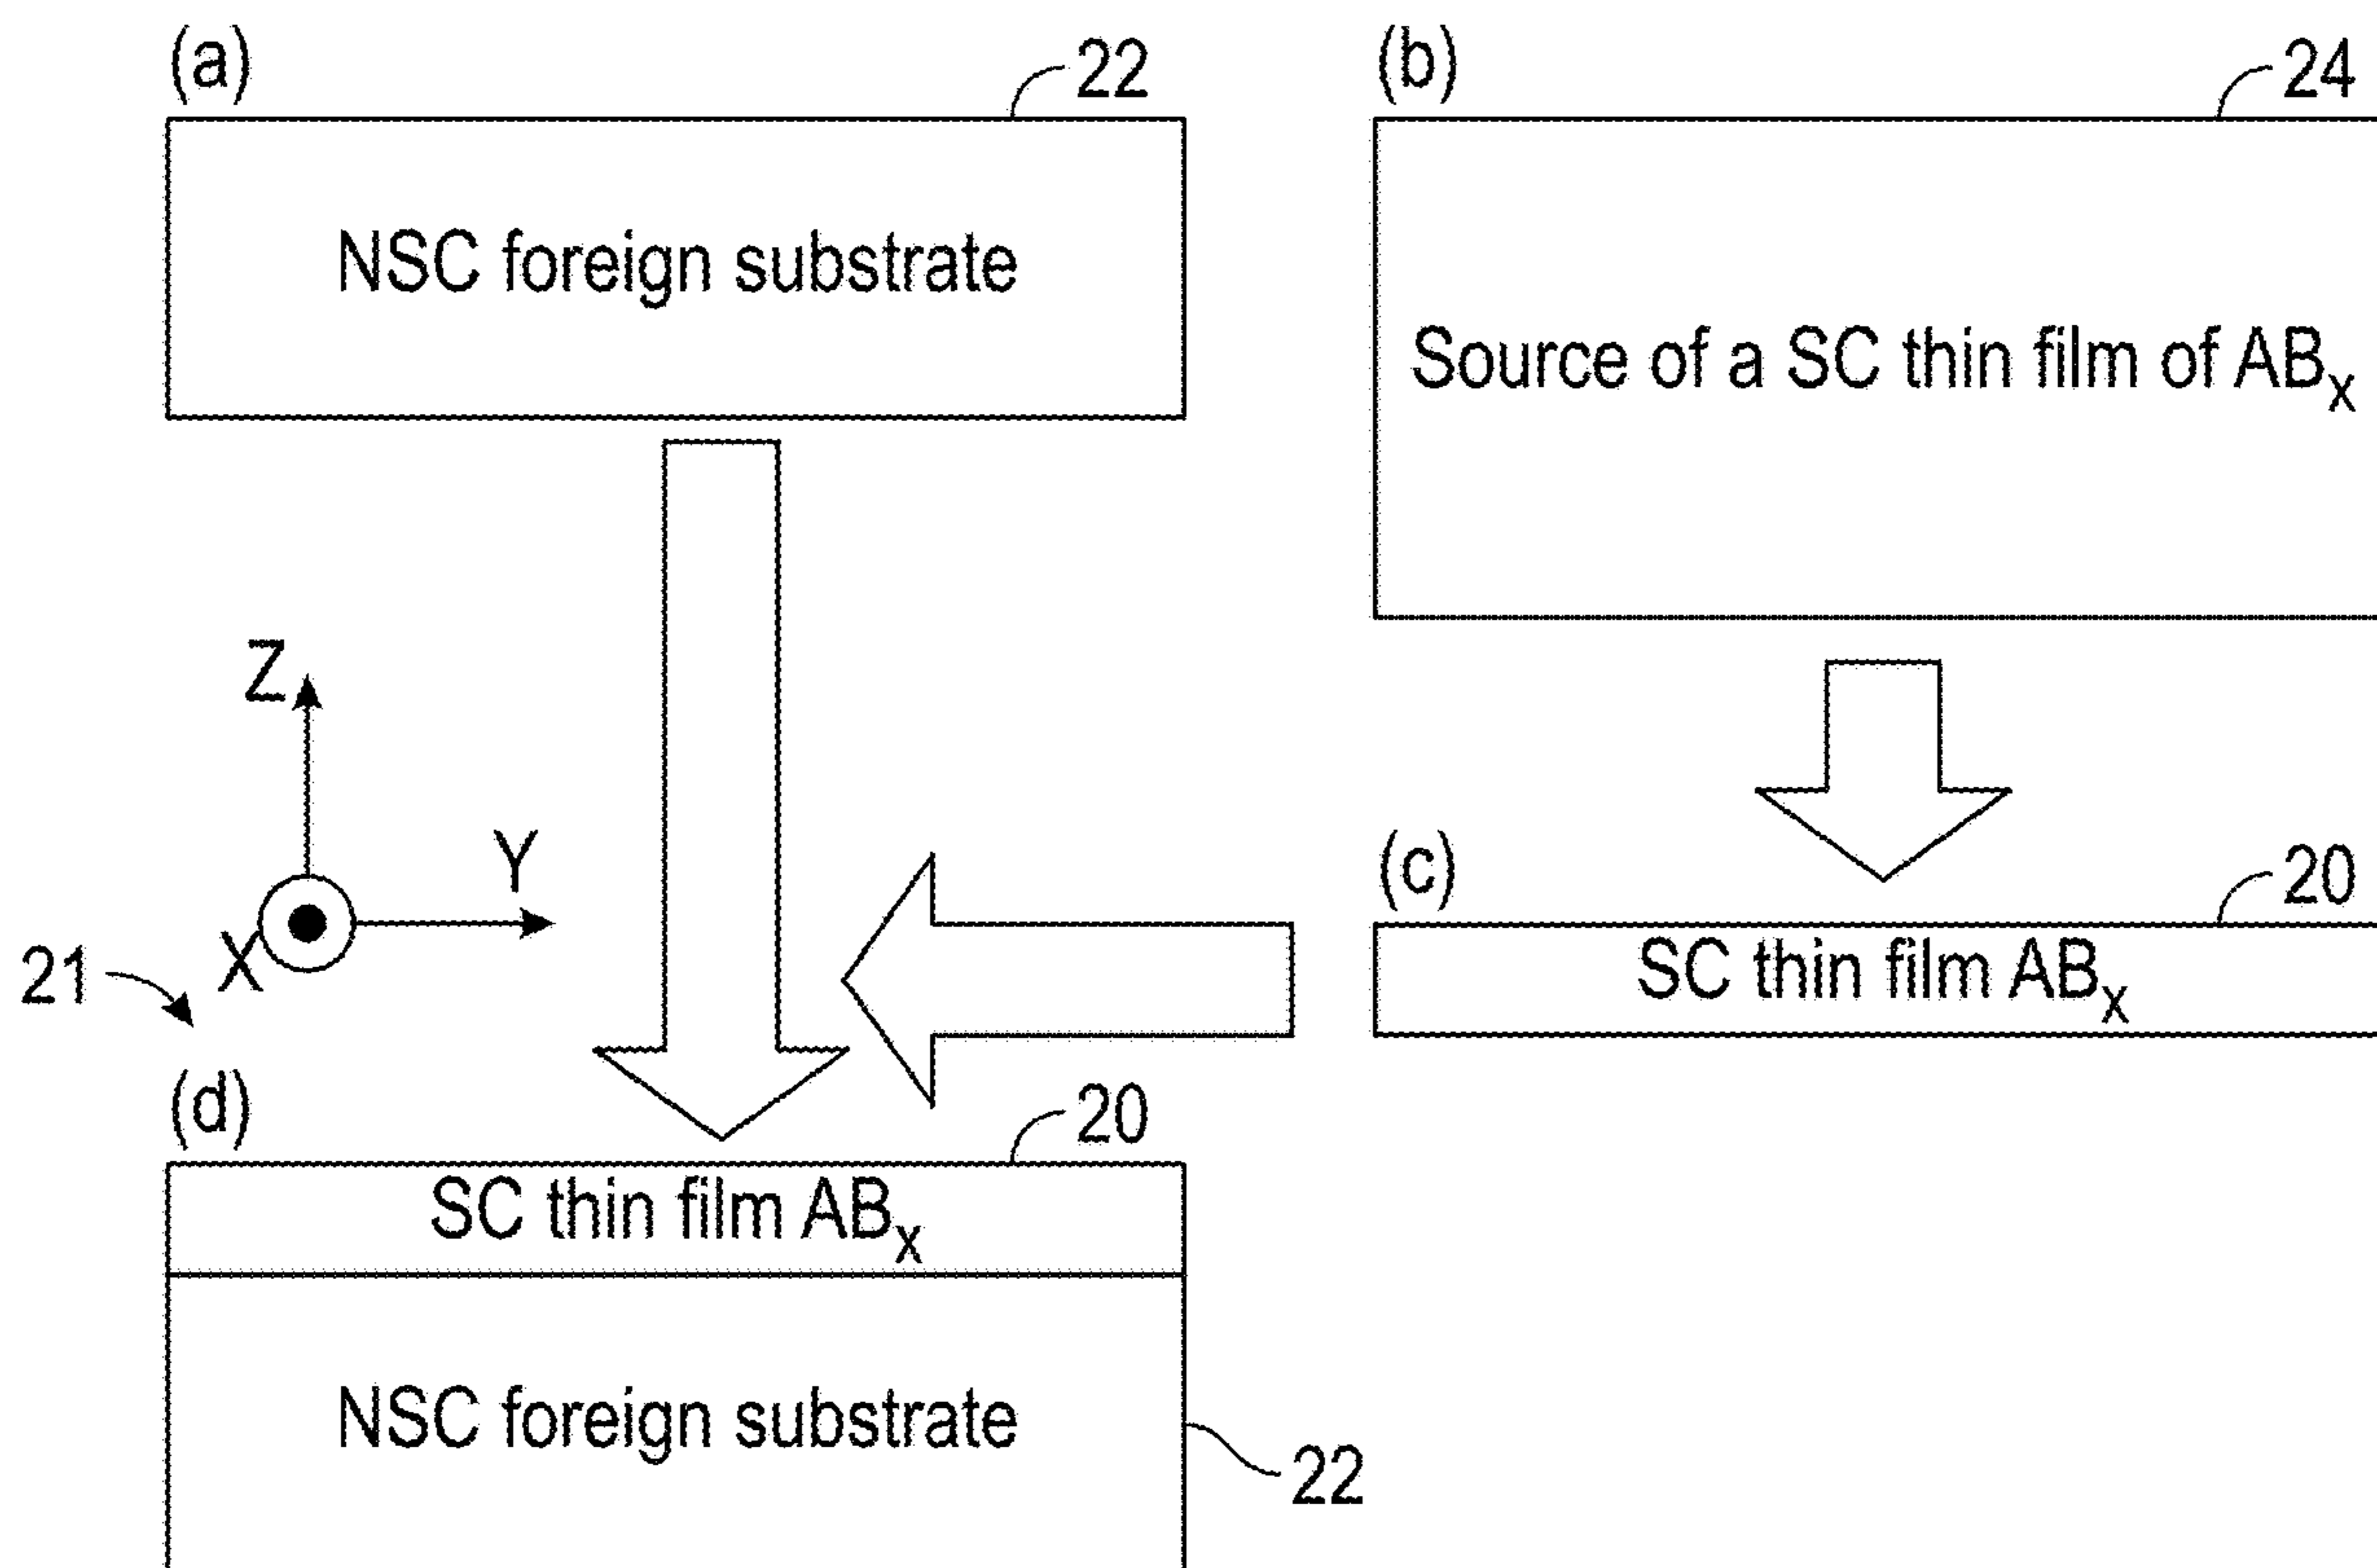 (a)
22
NSC foreign substrate
(b)
24
Source of a SC thin film of ABₓ
Z
Y
X
21
(c)
20
SC thin film ABₓ
(d)
20
SC thin film ABₓ
NSC foreign substrate
22